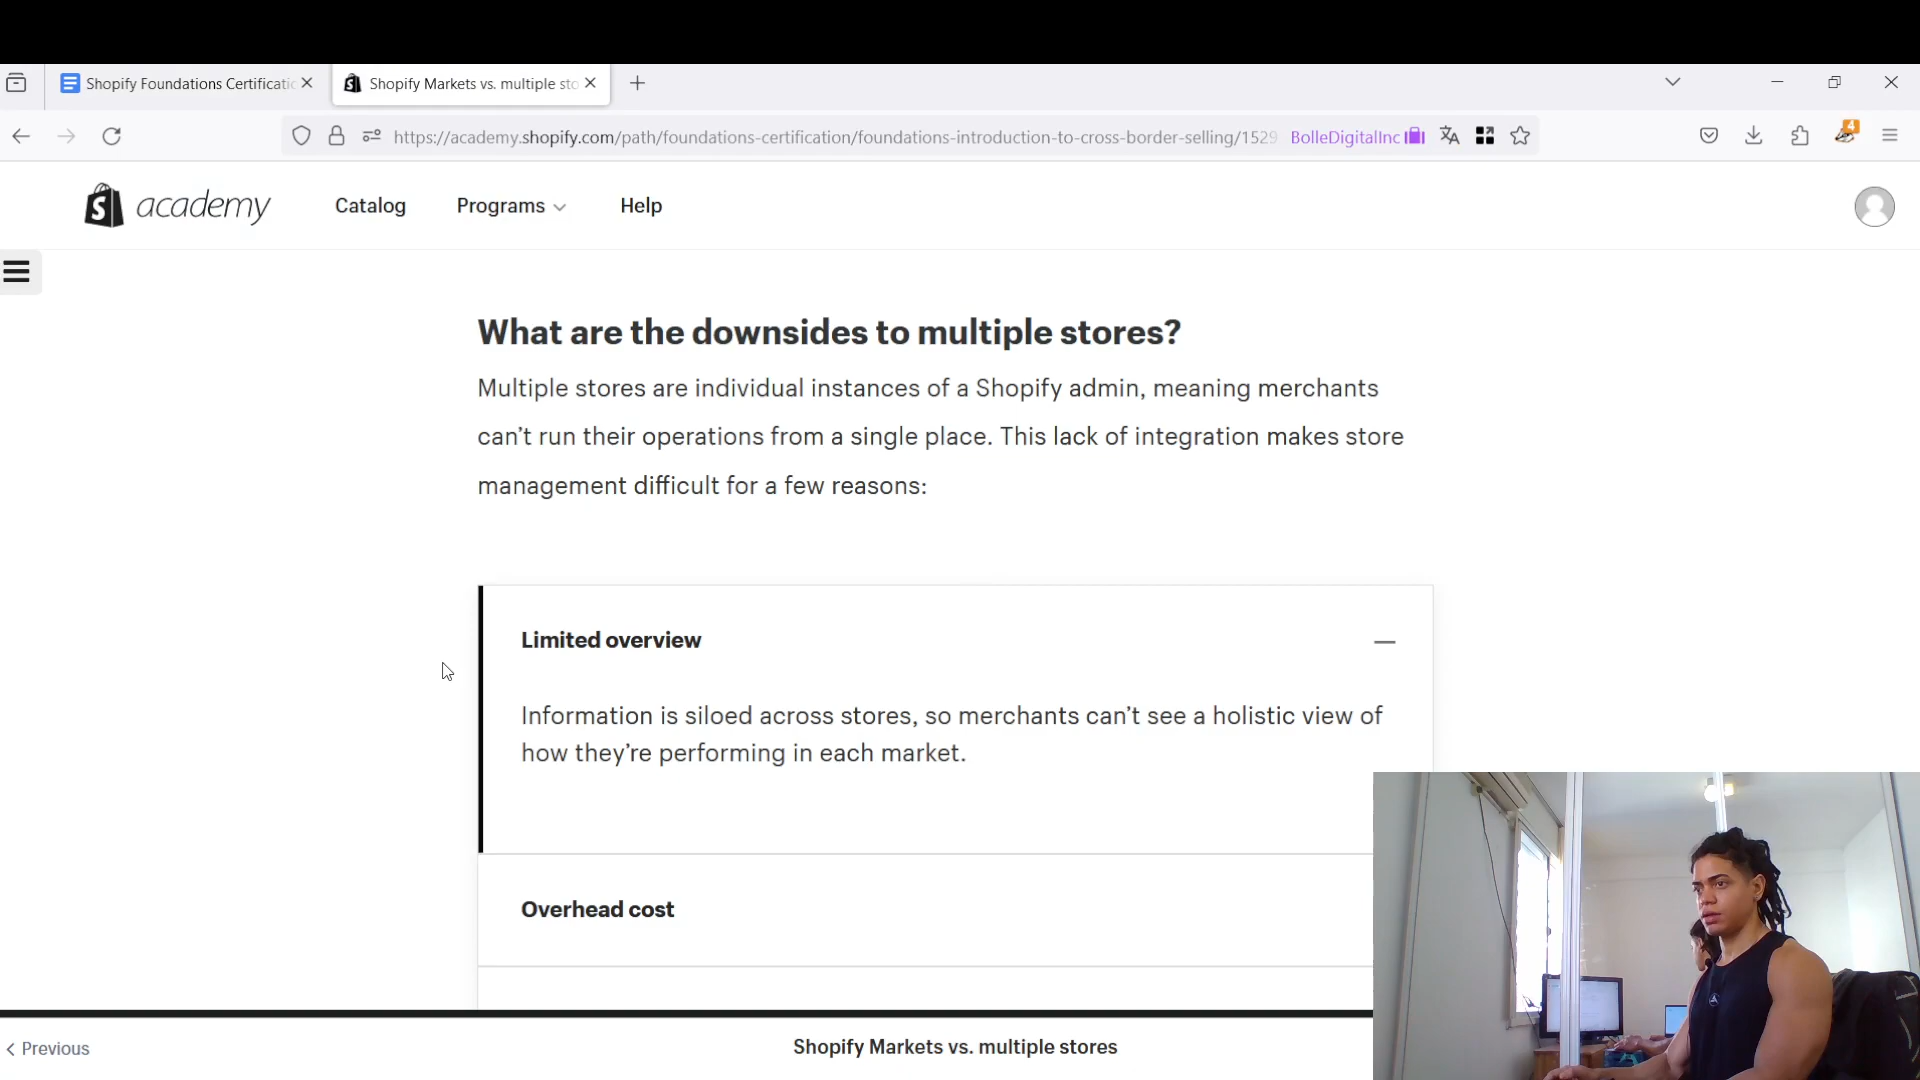 Shopify Foundations Certificatic
Shopify Markets vs. multiple sto
https://academy.shopify.com/path/foundations-certification/foundations-introduction-to-cross-border-selling/1529
BolleDigitalInc
4
academy
Catalog
Programs
Help
What are the downsides to multiple stores?
Multiple stores are individual instances of a Shopify admin, meaning merchants
can’t run their operations from a single place. This lack of integration makes store
management difficult for a few reasons:
Limited overview
Information is siloed across stores, so merchants can’t see a holistic view of
how they’re performing in each market.
Overhead cost
Previous
Shopify Markets vs. multiple stores